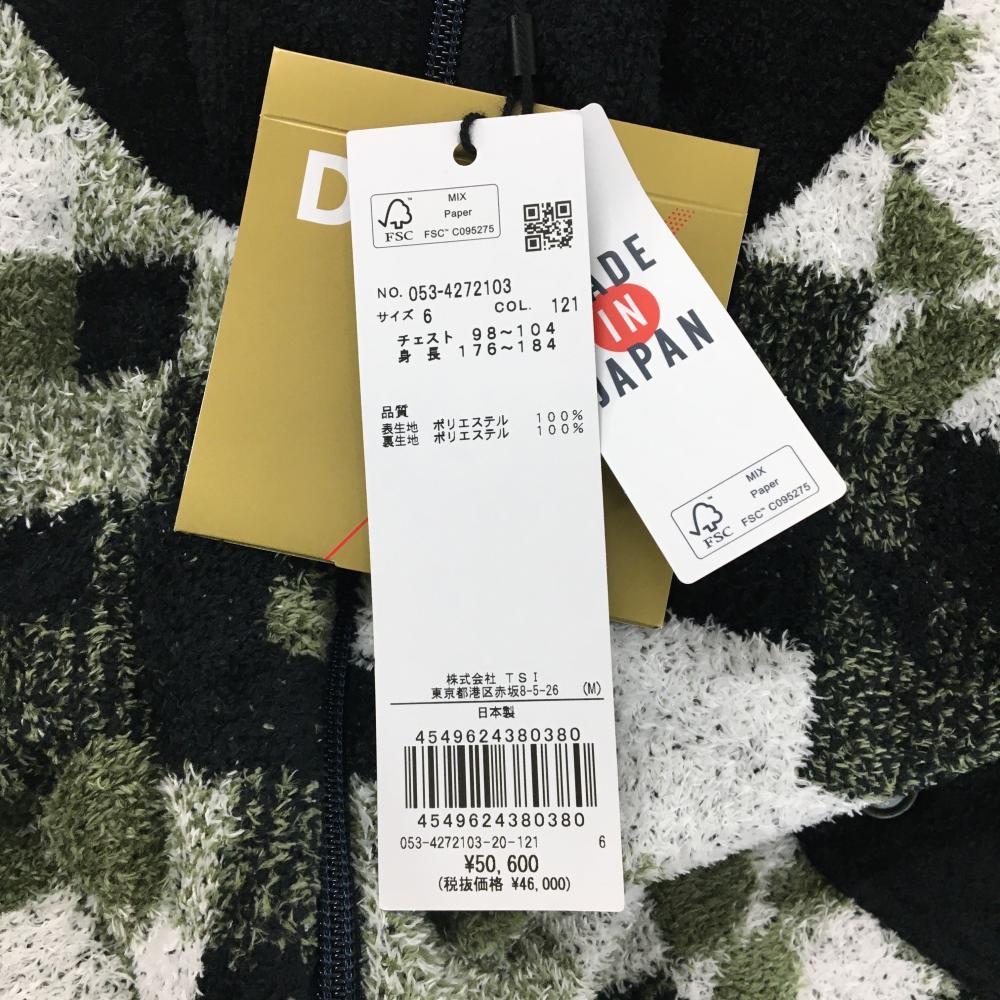 D
MIX
Paper
FSC™ C095275
FSC
NO. 053-4272103
サイズ 6 COL. 121
チェスト 98~104
身長 176~184
品質
表生地 ポリエステル 100%
裏生地 ポリエステル 100%
株式会社 TSI
東京都港区赤坂8-5-26 (M)
日本製
4549624380380
4549624380380
053-4272103-20-121 6
¥50,600
(税抜価格 ¥46,000)
ADE
IN
JAPAN
MIX
Paper
FSC™ C095275
FSC